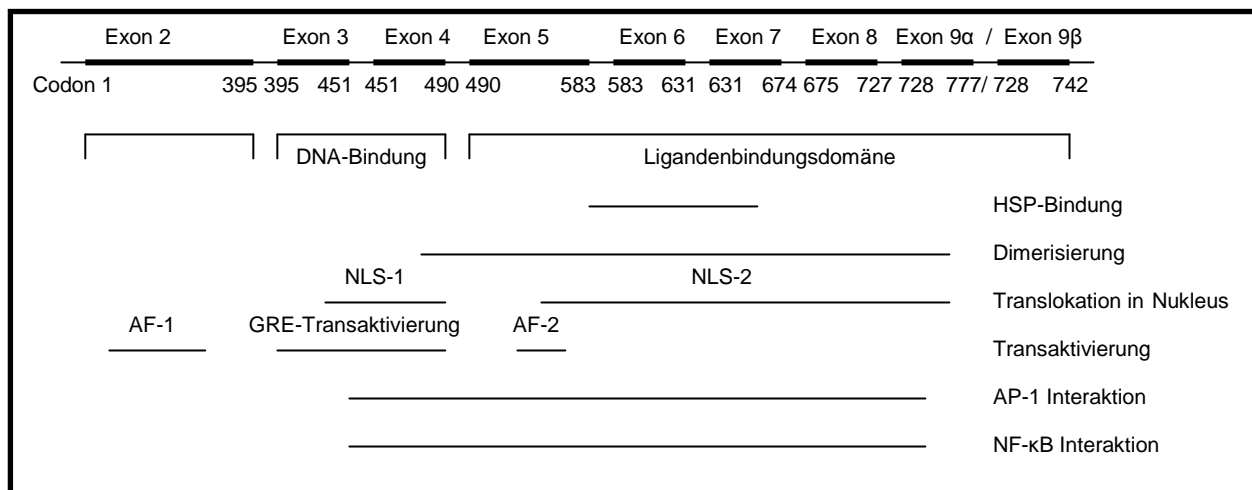 Exon 2 Exon 3 Exon 4 Exon 5 Exon 6 Exon 7 Exon 8 Exon 9α / Exon 9β
Codon 1 395 395 451 451 490 490 583 583 631 631 674 675 727 728 777/ 728 742
DNA-Bindung Ligandenbindungsdomäne
HSP-Bindung
Dimerisierung
NLS-1 NLS-2
Translokation in Nukleus
AF-1 GRE-Transaktivierung AF-2
Transaktivierung
AP-1 Interaktion
NF-κB Interaktion